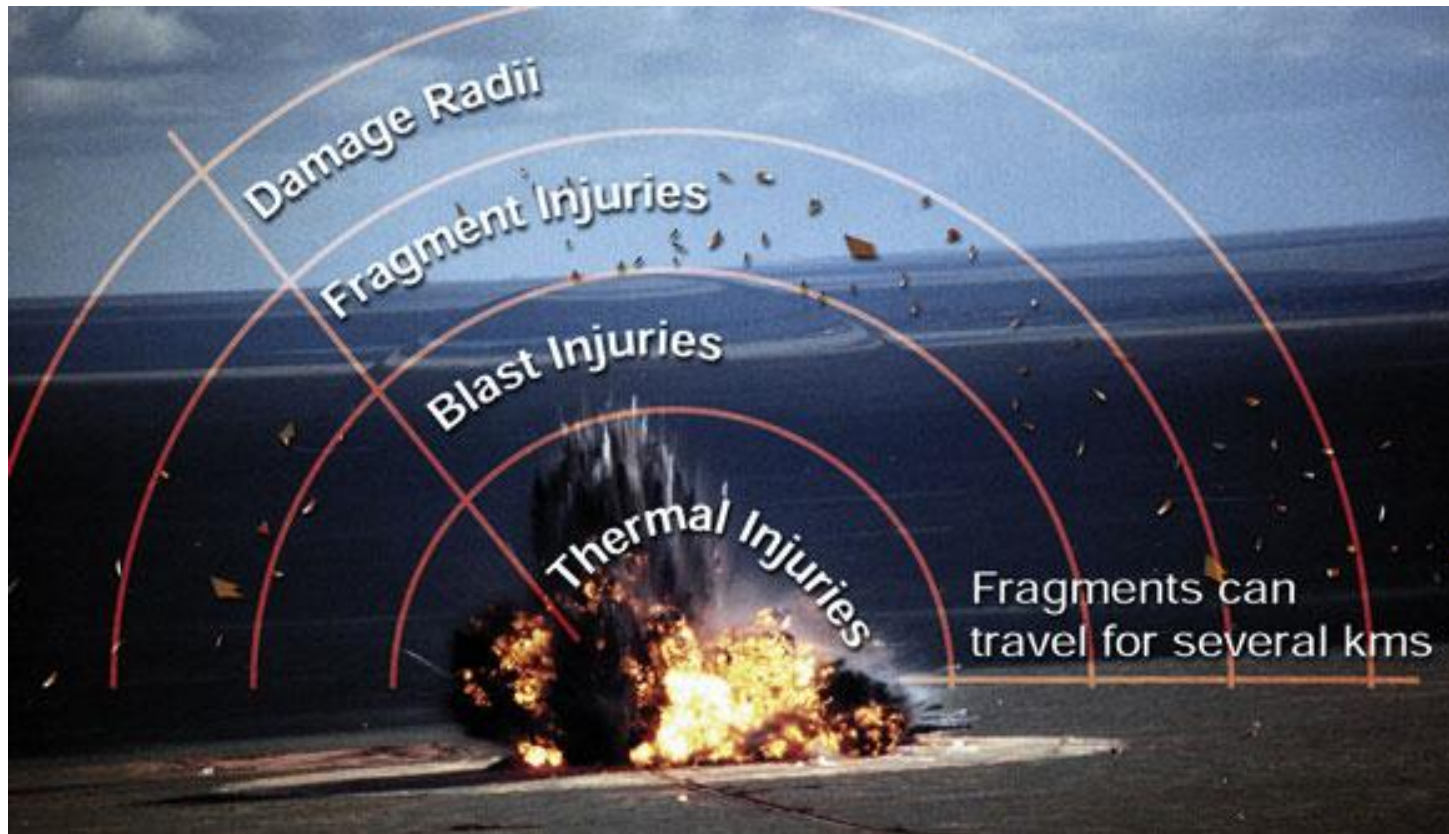 Damage Radii
Fragment Injuries
Blast Injuries
Thermal Injuries
Fragments can
travel for several kms